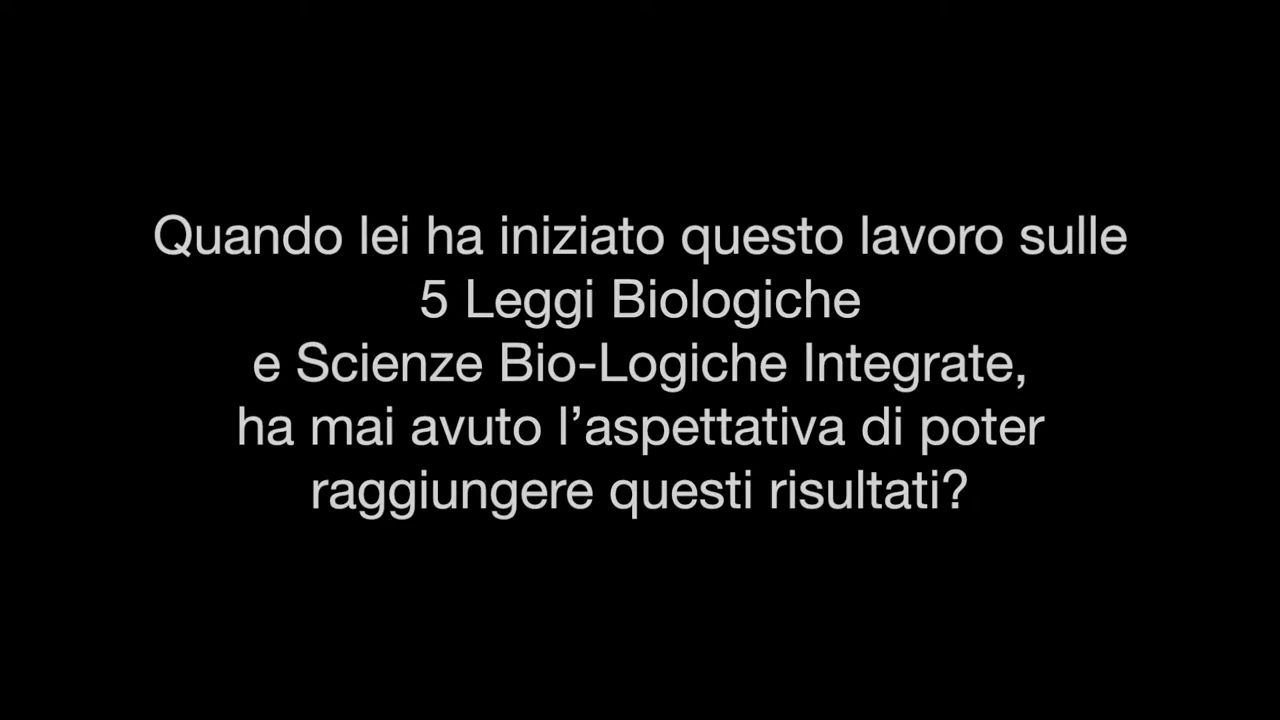 Quando lei ha iniziato questo lavoro sulle
5 Leggi Biologiche
e Scienze Bio-Logiche Integrate,
ha mai avuto l’aspettativa di poter
raggiungere questi risultati?